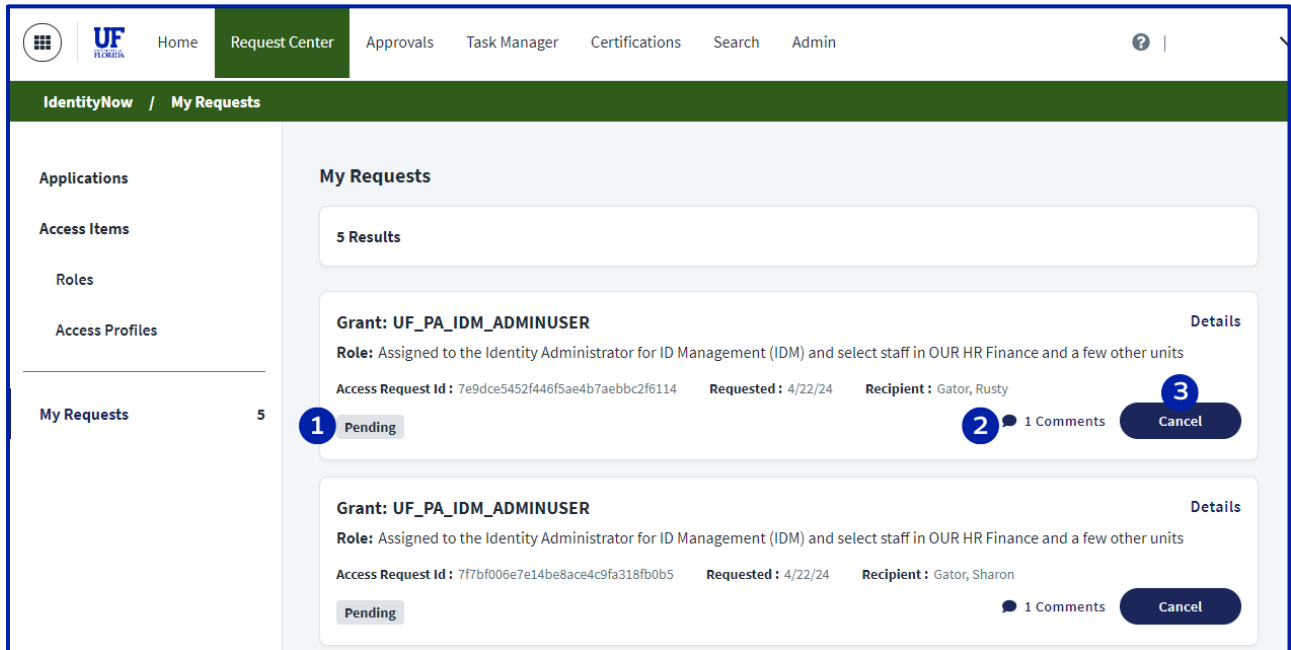 UF
FLORIDA
Home Request Center Approvals Task Manager Certifications Search Admin ? |
IdentityNow / My Requests
Applications
Access Items
Roles
Access Profiles
My Requests 5
My Requests
5 Results
Grant: UF_PA_IDM_ADMINUSER Details
Role: Assigned to the Identity Administrator for ID Management (IDM) and select staff in OUR HR Finance and a few other units
Access Request Id : 7e9dce5452f446f5ae4b7aebbc2f6114 Requested : 4/22/24 Recipient : Gator, Rusty
3
1 Pending 2 1 Comments Cancel
Grant: UF_PA_IDM_ADMINUSER Details
Role: Assigned to the Identity Administrator for ID Management (IDM) and select staff in OUR HR Finance and a few other units
Access Request Id : 7f7bf006e7e14be8ace4c9fa318fb0b5 Requested : 4/22/24 Recipient : Gator, Sharon
Pending 1 Comments Cancel